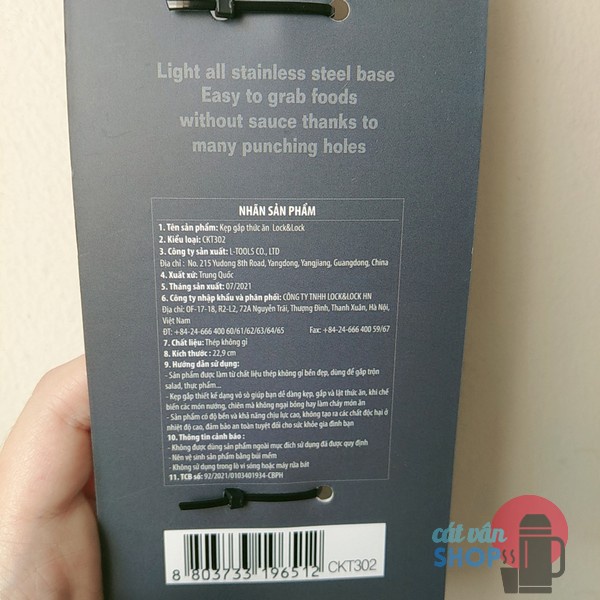 Light all stainless steel base
Easy to grab foods
without sauce thanks to
many punching holes
NHÃN SẢN PHẨM
1. Tên sản phẩm: Kẹp gắp thức ăn Lock&Lock
2. Kiểu loại: CKT302
3. Công ty sản xuất: L-TOOLS CO., LTD
Địa chỉ : No. 215 Yudong 8th Road, Yangdong, Yangjiang, Guangdong, China
4. Xuất xứ: Trung Quốc
5. Tháng sản xuất: 07/2021
6. Công ty nhập khẩu và phân phối: CÔNG TY TNHH LOCK&LOCK HN
Địa chỉ: OF-17-18, R2-L2, 72A Nguyễn Trãi, Thượng Đình, Thanh Xuân, Hà Nội,
Việt Nam
ĐT: +84-24-666 400 60/61/62/63/64/65 Fax: +84-24-666 400 59/67
7. Chất liệu: Thép không gỉ
8. Kích thước : 22,9 cm
9. Hướng dẫn sử dụng:
- Sản phẩm được làm từ chất liệu thép không gỉ bền đẹp, dùng để gắp trộn
salad, thực phẩm...
- Kẹp gắp thiết kế dạng vỏ sò giúp bạn dễ dàng kẹp, gắp và lật thức ăn, khi chế
biến các món nướng, chiên mà không ngại bỏng hay làm cháy món ăn
- Sản phẩm có độ bền và khả năng chịu lực cao, không tạo ra các chất độc hại ở
nhiệt độ cao, đảm bảo an toàn tuyệt đối cho sức khỏe gia đình bạn
10. Thông tin cảnh báo :
- Không được dùng sản phẩm ngoài mục đích sử dụng đã được quy định
- Nên vệ sinh sản phẩm bằng bùi mềm
- Không sử dụng trong lò vi sóng hoặc máy rửa bát
11. TCB số: 92/2021/0103401934-CBPH
8 803733 196512
CKT302
cát vân
SHOP